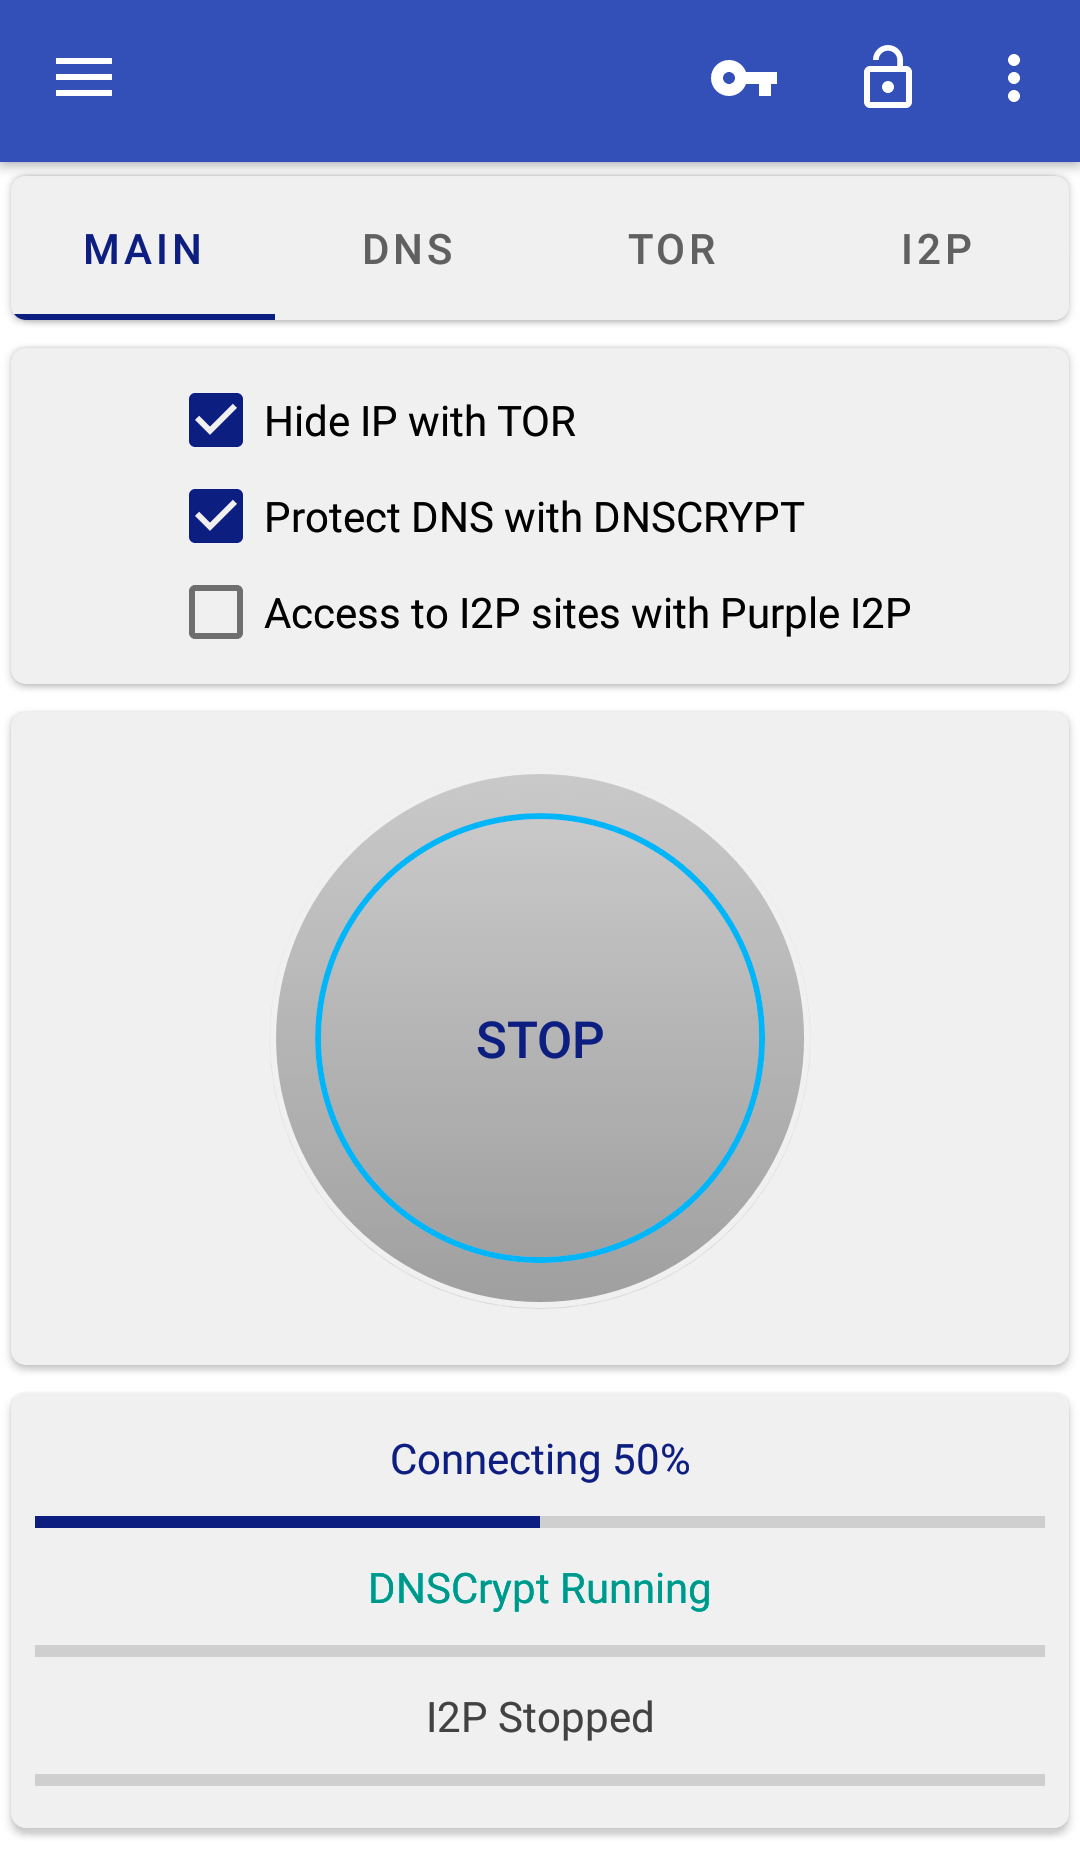 MAIN DNS TOR I2P
Hide IP with TOR
Protect DNS with DNSCRYPT
Access to I2P sites with Purple I2P
STOP
Connecting 50%
DNSCrypt Running
I2P Stopped